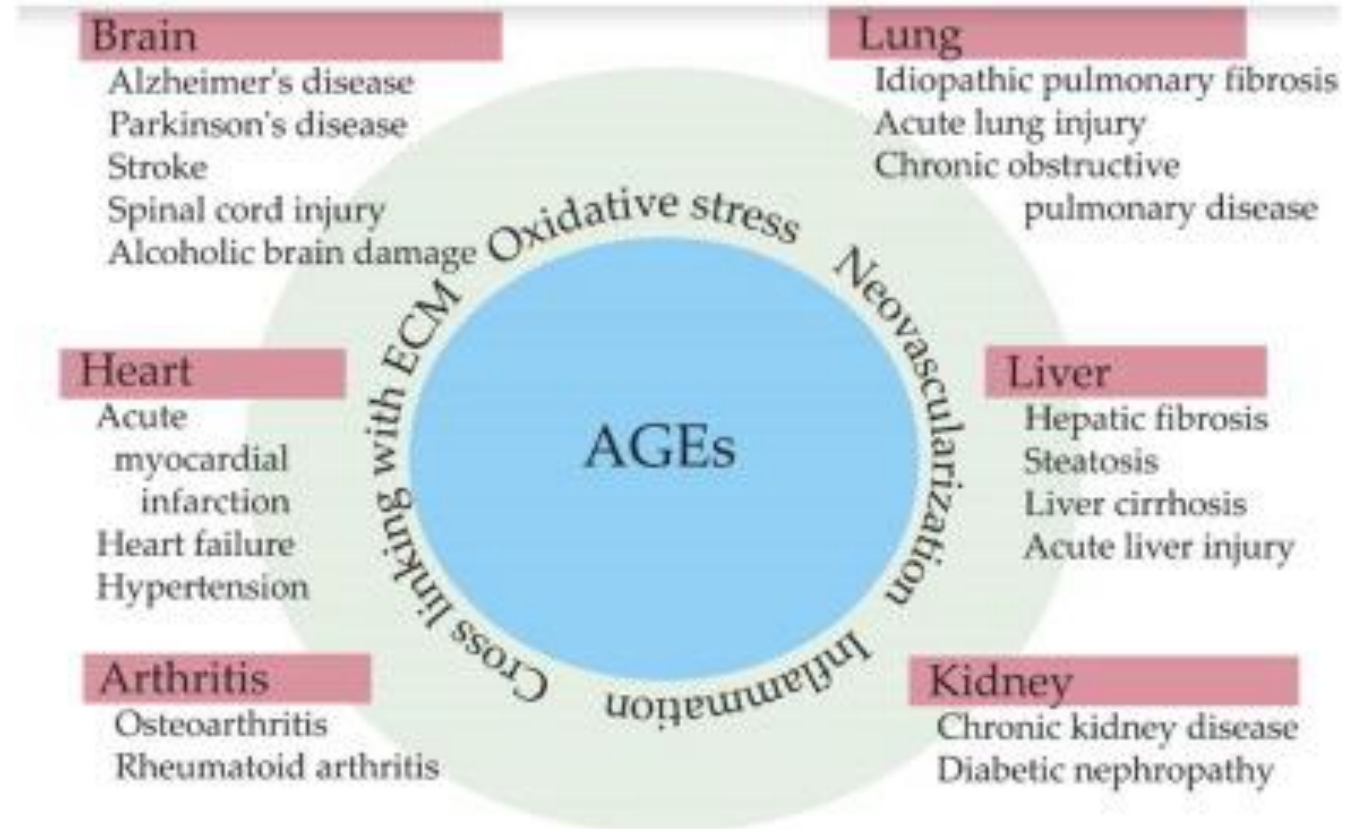 Brain
Alzheimer's disease
Parkinson's disease
Stroke
Spinal cord injury
Alcoholic brain damage
Lung
Idiopathic pulmonary fibrosis
Acute lung injury
Chronic obstructive
pulmonary disease
Heart
Acute
myocardial
infarction
Heart failure
Hypertension
Oxidative stress
Neovascularization
Inflammation
Cross linking with ECM
AGEs
Liver
Hepatic fibrosis
Steatosis
Liver cirrhosis
Acute liver injury
Arthritis
Osteoarthritis
Rheumatoid arthritis
Kidney
Chronic kidney disease
Diabetic nephropathy